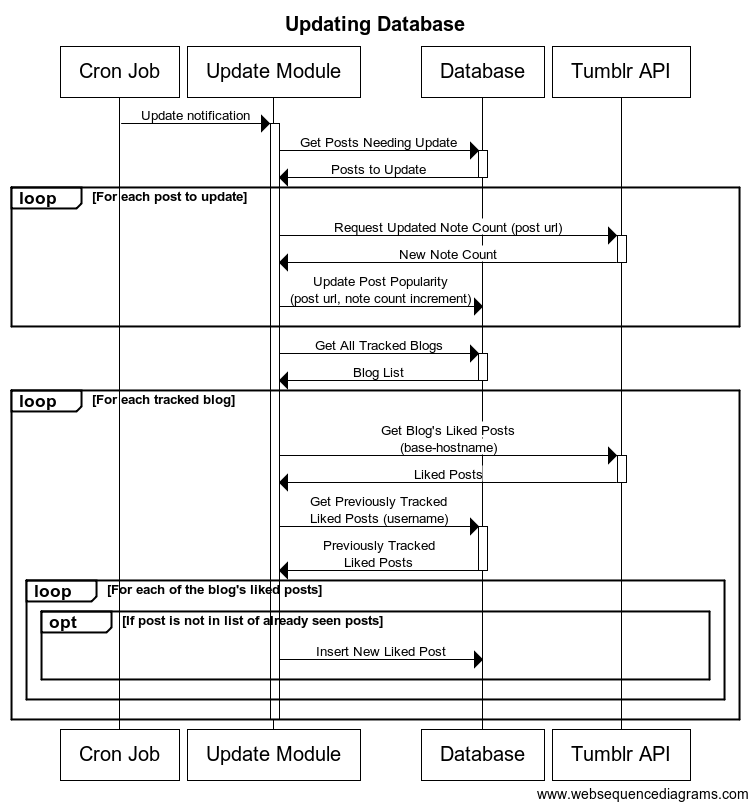 Updating Database
Cron Job
Update Module
Database
Tumblr API
Update notification
Get Posts Needing Update
Posts to Update
loop
[For each post to update]
Request Updated Note Count (post url)
New Note Count
Update Post Popularity
(post url, note count increment)
Get All Tracked Blogs
Blog List
loop
[For each tracked blog]
Get Blog's Liked Posts
(base-hostname)
Liked Posts
Get Previously Tracked
Liked Posts (username)
Previously Tracked
Liked Posts
loop
[For each of the blog's liked posts]
opt
[If post is not in list of already seen posts]
Insert New Liked Post
Cron Job
Update Module
Database
Tumblr API
www.websequencediagrams.com